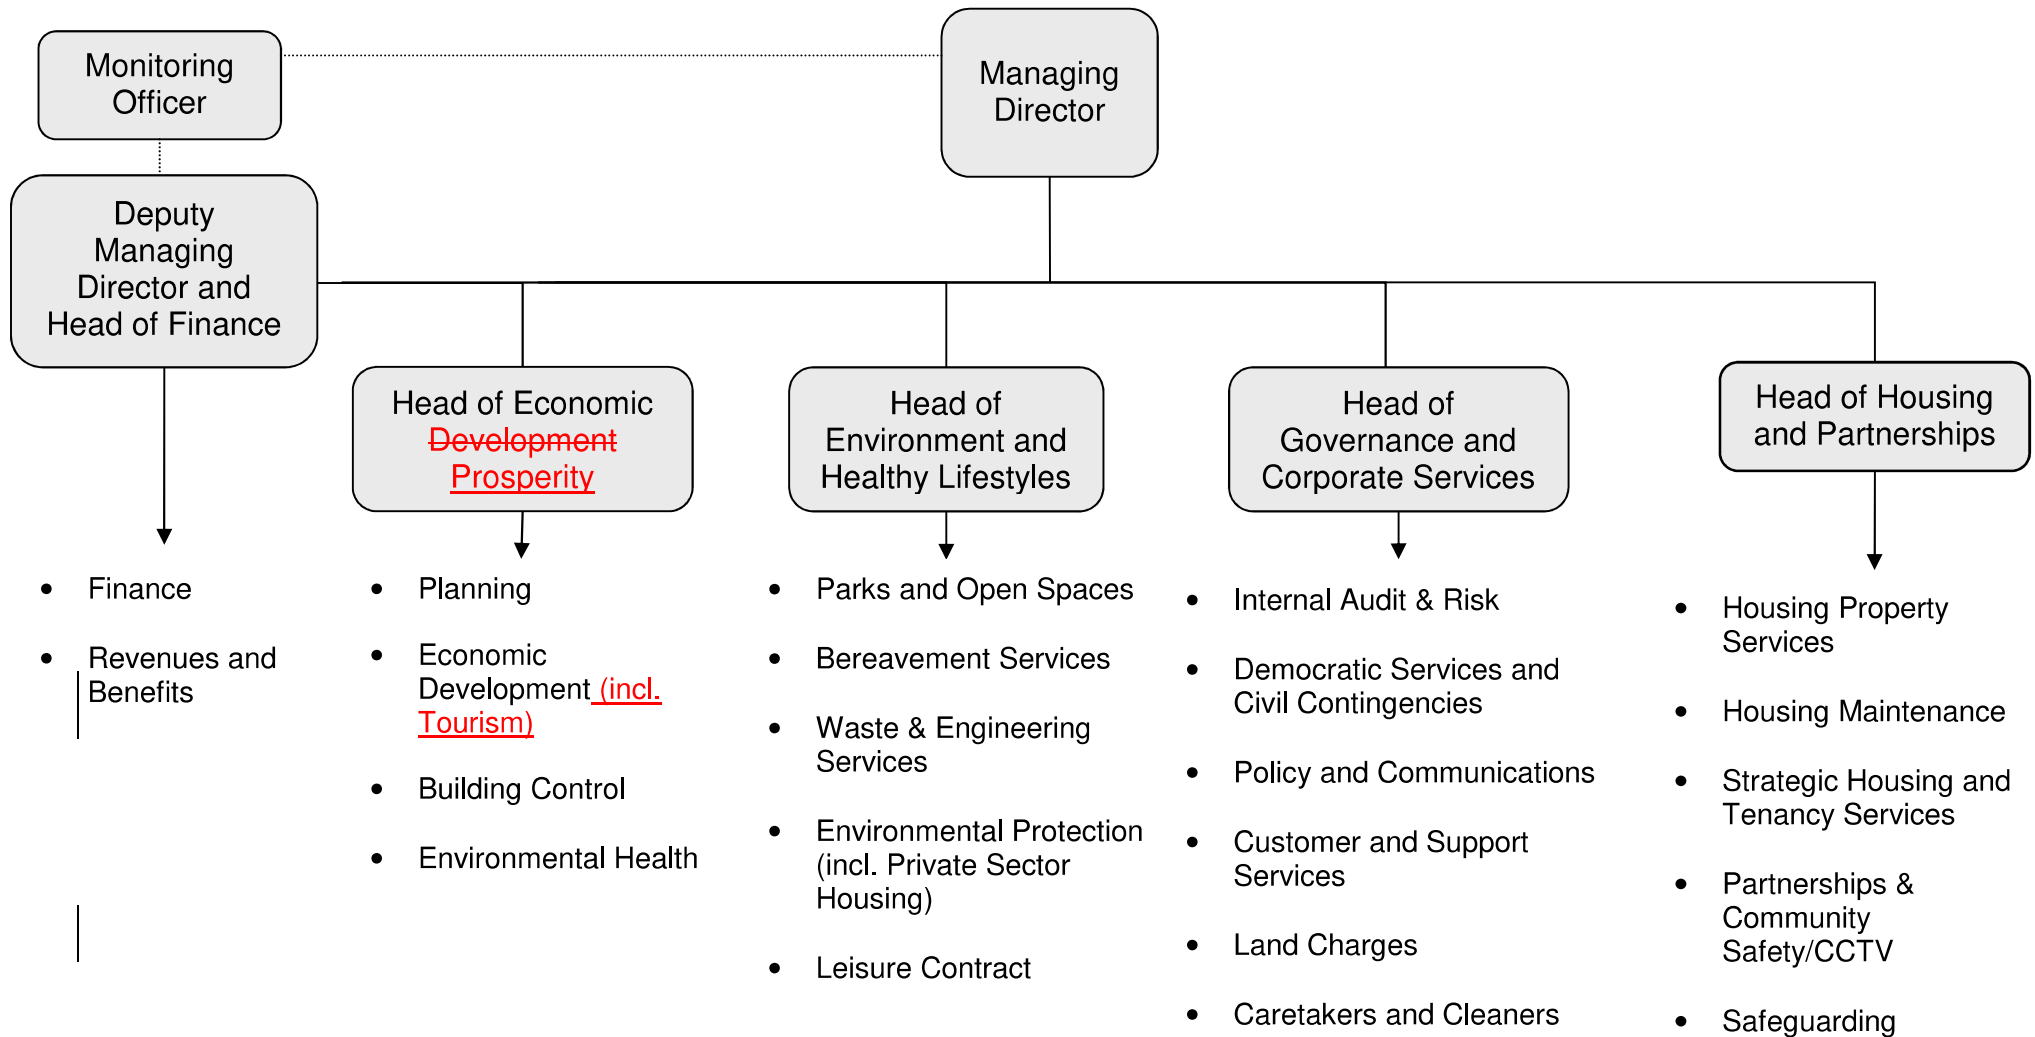 Monitoring
Officer
Managing
Director
Deputy
Managing
Director and
Head of Finance
Head of Economic
Development
Prosperity
Head of
Environment and
Healthy Lifestyles
Head of
Governance and
Corporate Services
Head of Housing
and Partnerships
• Finance
• Revenues and
Benefits
• Planning
• Economic
Development (incl.
Tourism)
• Building Control
• Environmental Health
• Parks and Open Spaces
• Bereavement Services
• Waste & Engineering
Services
• Environmental Protection
(incl. Private Sector
Housing)
• Leisure Contract
• Internal Audit & Risk
• Democratic Services and
Civil Contingencies
• Policy and Communications
• Customer and Support
Services
• Land Charges
• Caretakers and Cleaners
• Housing Property
Services
• Housing Maintenance
• Strategic Housing and
Tenancy Services
• Partnerships &
Community
Safety/CCTV
• Safeguarding